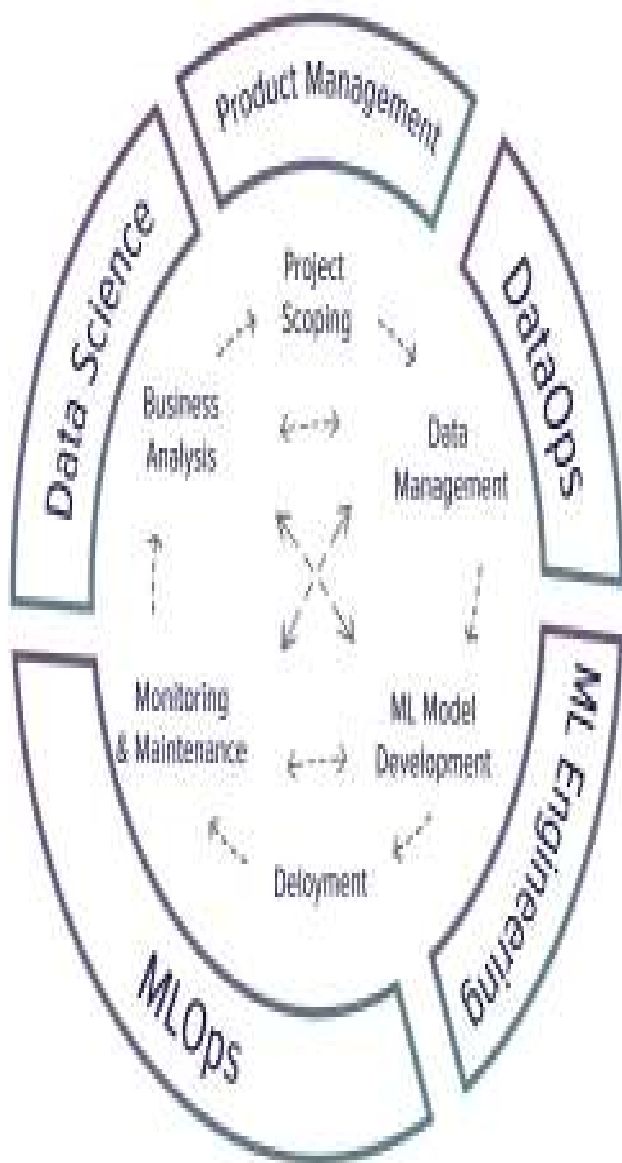 Product Management
Data Science
DataOps
Project
Scoping
Business
Analysis
Data
Management
Monitoring
& Maintenance
ML Model
Development
Deloyment
ML Engineering
MLOps